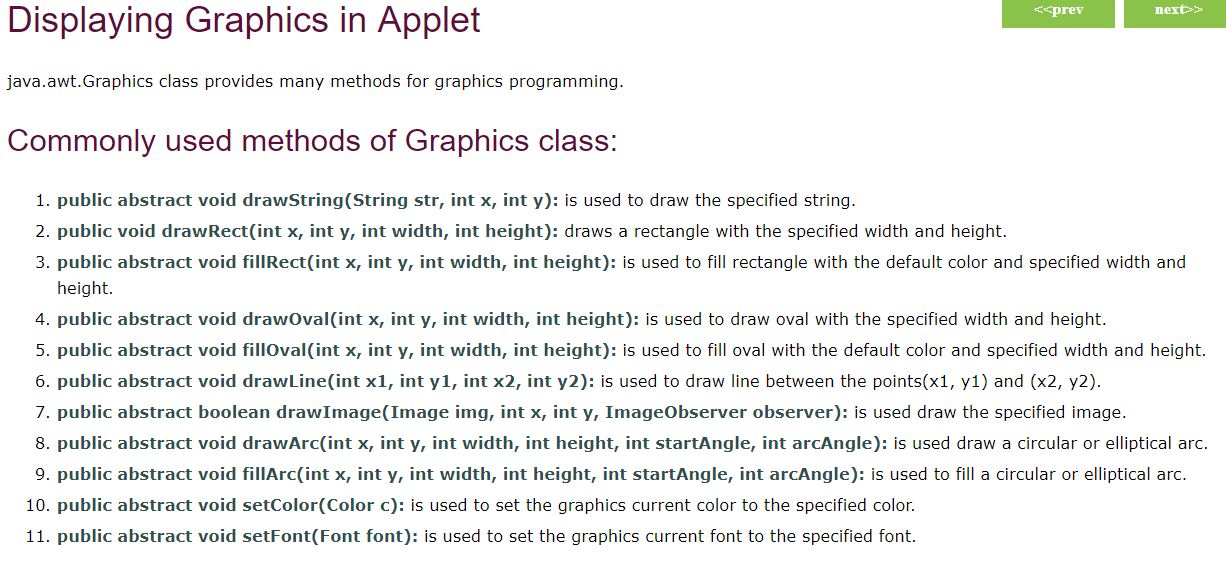 Displaying Graphics in Applet
<<prev
next>>
java.awt.Graphics class provides many methods for graphics programming.
Commonly used methods of Graphics class:
1. public abstract void drawString(String str, int x, int y): is used to draw the specified string.
2. public void drawRect(int x, int y, int width, int height): draws a rectangle with the specified width and height.
3. public abstract void fillRect(int x, int y, int width, int height): is used to fill rectangle with the default color and specified width and
height.
4. public abstract void drawOval(int x, int y, int width, int height): is used to draw oval with the specified width and height.
5. public abstract void fillOval(int x, int y, int width, int height): is used to fill oval with the default color and specified width and height.
6. public abstract void drawLine(int x1, int y1, int x2, int y2): is used to draw line between the points(x1, y1) and (x2, y2).
7. public abstract boolean drawImage(Image img, int x, int y, ImageObserver observer): is used draw the specified image.
8. public abstract void drawArc(int x, int y, int width, int height, int startAngle, int arcAngle): is used draw a circular or elliptical arc.
9. public abstract void fillArc(int x, int y, int width, int height, int startAngle, int arcAngle): is used to fill a circular or elliptical arc.
10. public abstract void setColor(Color c): is used to set the graphics current color to the specified color.
11. public abstract void setFont(Font font): is used to set the graphics current font to the specified font.